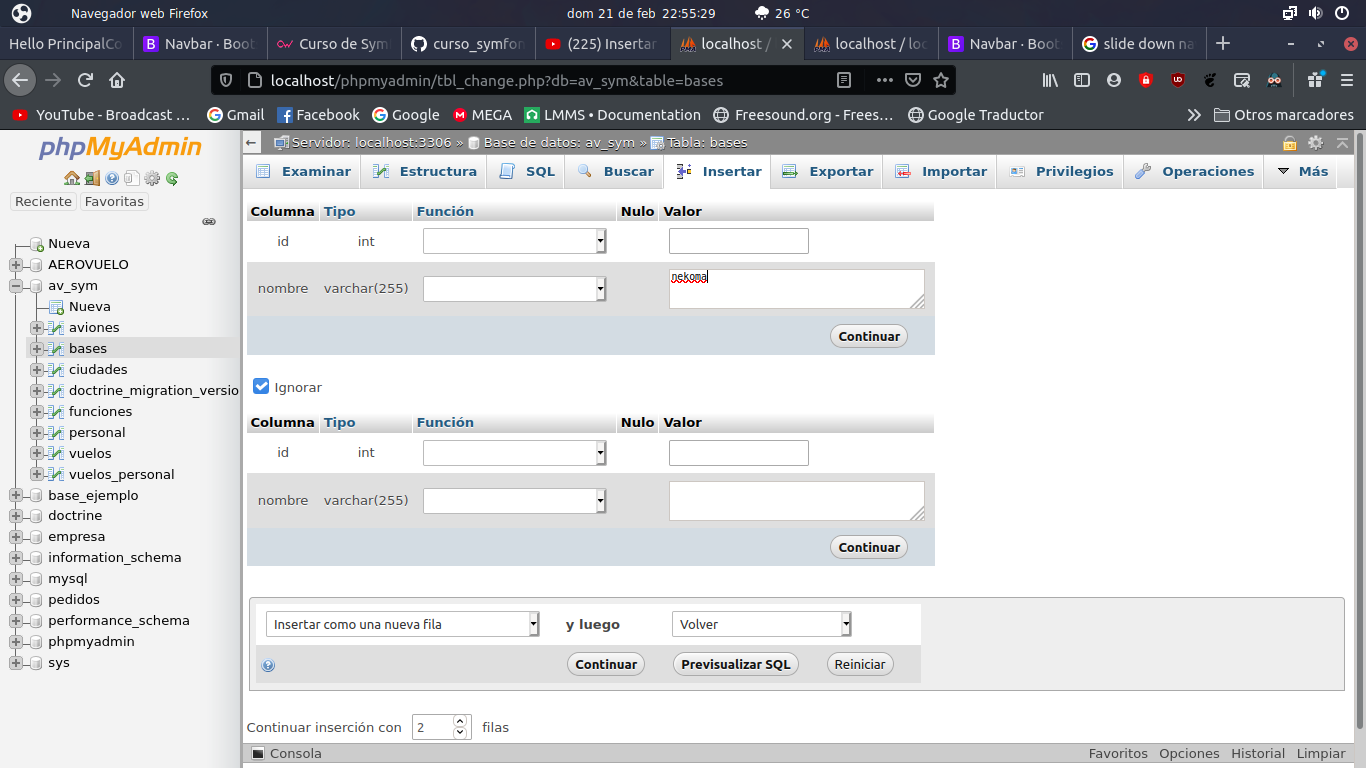 Navegador web Firefox
dom 21 de feb 22:55:29
26 °C
Hello PrincipalCo
Navbar · Boot
Curso de Sym
curso_symfon
(225) Insertar
localhost /
localhost / loc
Navbar · Boot
slide down na
localhost/phpmyadmin/tbl_change.php?db=av_sym&table=bases
YouTube - Broadcast ...
Gmail
Facebook
Google
MEGA
LMMS • Documentation
Freesound.org - Frees...
Google Traductor
Otros marcadores
phpMyAdmin
Reciente
Favoritas
Nueva
AEROVUELO
av_sym
Nueva
aviones
bases
ciudades
doctrine_migration_versio
funciones
personal
vuelos
vuelos_personal
base_ejemplo
doctrine
empresa
information_schema
mysql
pedidos
performance_schema
phpmyadmin
sys
Servidor: localhost:3306 » Base de datos: av_sym » Tabla: bases
Examinar
Estructura
SQL
Buscar
Insertar
Exportar
Importar
Privilegios
Operaciones
Más
Columna Tipo Función Nulo Valor
id int
nombre varchar(255) nekoma
Continuar
Ignorar
Columna Tipo Función Nulo Valor
id int
nombre varchar(255)
Continuar
Insertar como una nueva fila y luego Volver
Continuar Previsualizar SQL Reiniciar
Continuar inserción con 2 filas
Consola
Favoritos Opciones Historial Limpiar